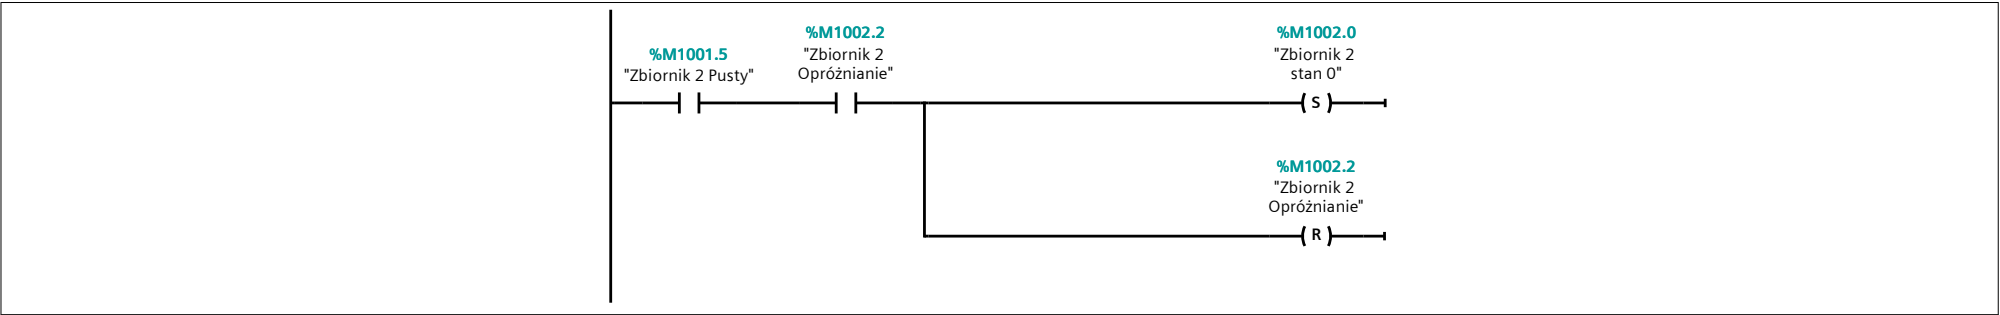 %M1001.5
"Zbiornik 2 Pusty"
%M1002.2
"Zbiornik 2
Opróżnianie"
%M1002.0
"Zbiornik 2
stan 0"
S
%M1002.2
"Zbiornik 2
Opróżnianie"
R